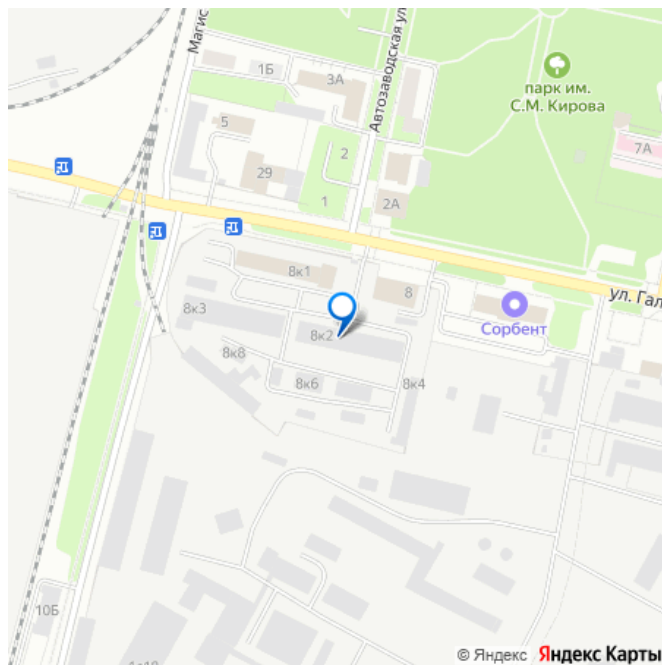 Магис
Автозаводская ул
1Б
3А
парк им.
С.М. Кирова
5
2
7А
29
1
2А
8к1
ул. Гал
8
8к3
Сорбент
8к2
8к8
8к6
8к4
10Б
© Яндекс Яндекс Карты